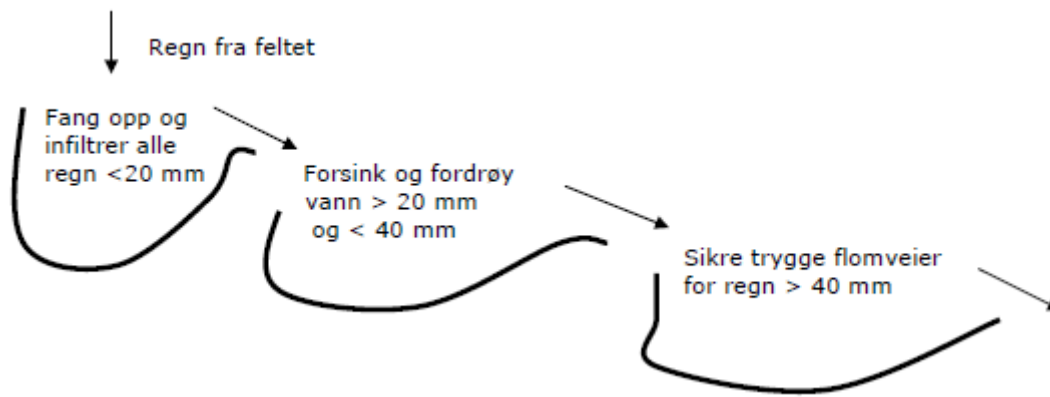 Regn fra feltet
Fang opp og
infiltrer alle
regn <20 mm
Forsink og fordrøy
vann > 20 mm
og < 40 mm
Sikre trygge flomveier
for regn > 40 mm